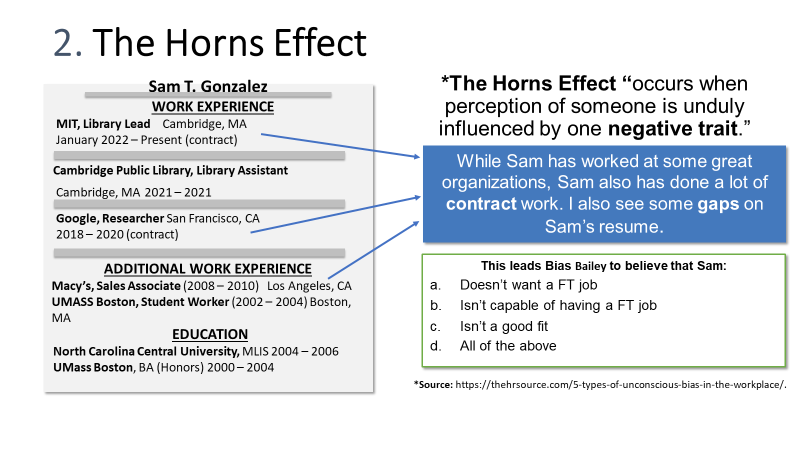 2. The Horns Effect
Sam T. Gonzalez
WORK EXPERIENCE
MIT, Library Lead Cambridge, MA
January 2022 – Present (contract)
Cambridge Public Library, Library Assistant
Cambridge, MA 2021 – 2021
Google, Researcher San Francisco, CA
2018 – 2020 (contract)
ADDITIONAL WORK EXPERIENCE
Macy's, Sales Associate (2008 – 2010) Los Angeles, CA
UMASS Boston, Student Worker (2002 – 2004) Boston,
MA
EDUCATION
North Carolina Central University, MLIS 2004 – 2006
UMass Boston, BA (Honors) 2000 – 2004
*The Horns Effect “occurs when
perception of someone is unduly
influenced by one negative trait.”
While Sam has worked at some great
organizations, Sam also has done a lot of
contract work. I also see some gaps on
Sam's resume.
This leads Bias Bailey to believe that Sam:
a. Doesn't want a FT job
b. Isn't capable of having a FT job
c. Isn't a good fit
d. All of the above
*Source: https://thehrsource.com/5-types-of-unconscious-bias-in-the-workplace/.